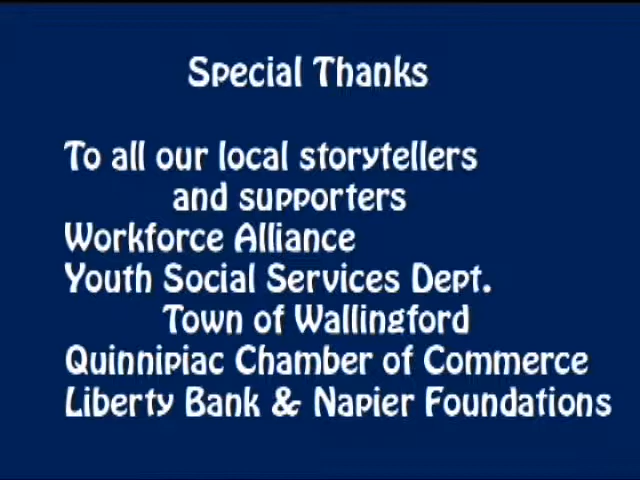 Special Thanks
To all our local storytellers
and supporters
Workforce Alliance
Youth Social Services Dept.
Town of Wallingford
Quinnipiac Chamber of Commerce
Liberty Bank & Napier Foundations